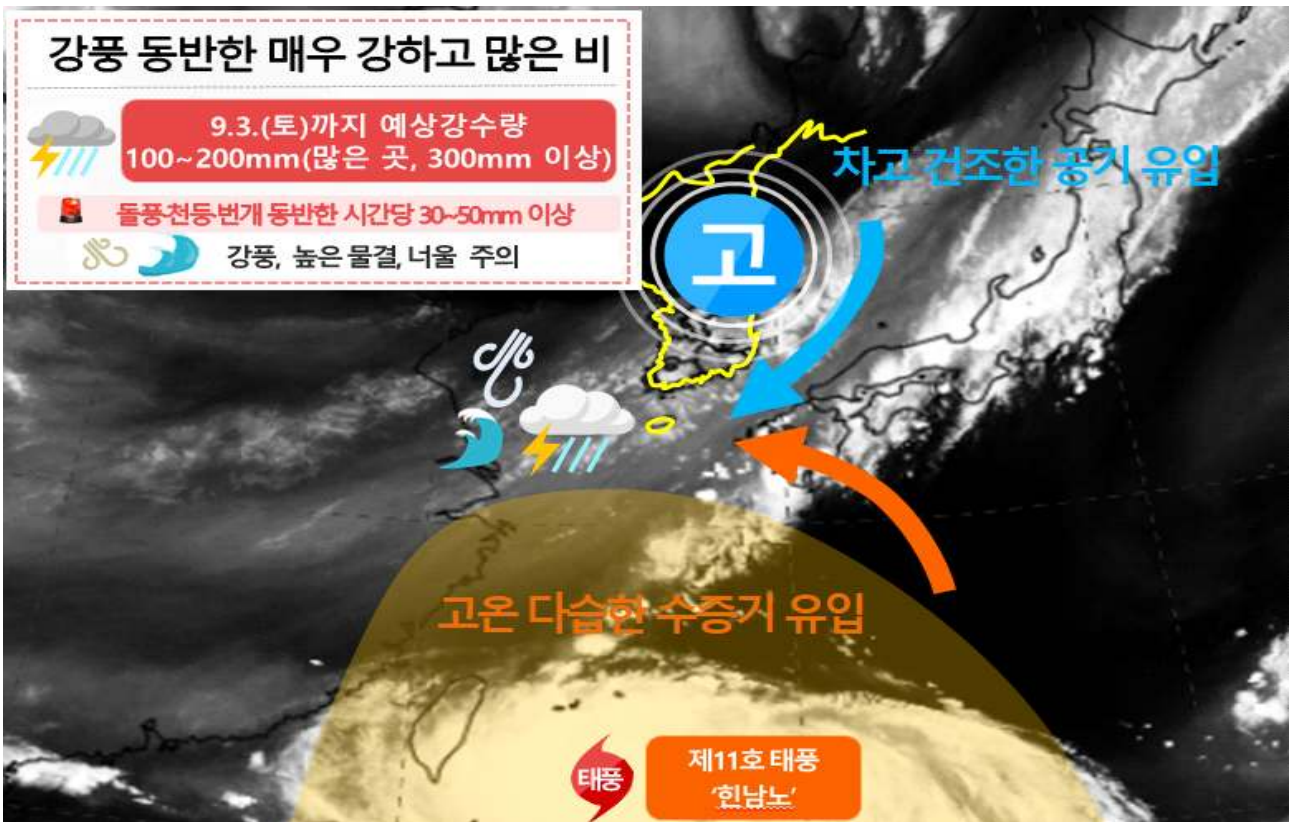 강풍 동반한 매우 강하고 많은 비
9.3.(토)까지 예상강수량
100~200mm(많은 곳, 300mm 이상)
돌풍·천둥·번개 동반한 시간당 30~50mm 이상
강풍, 높은 물결, 너울 주의
차고 건조한 공기 유입
고
고온 다습한 수증기 유입
태풍
제11호 태풍
‘힌남노’